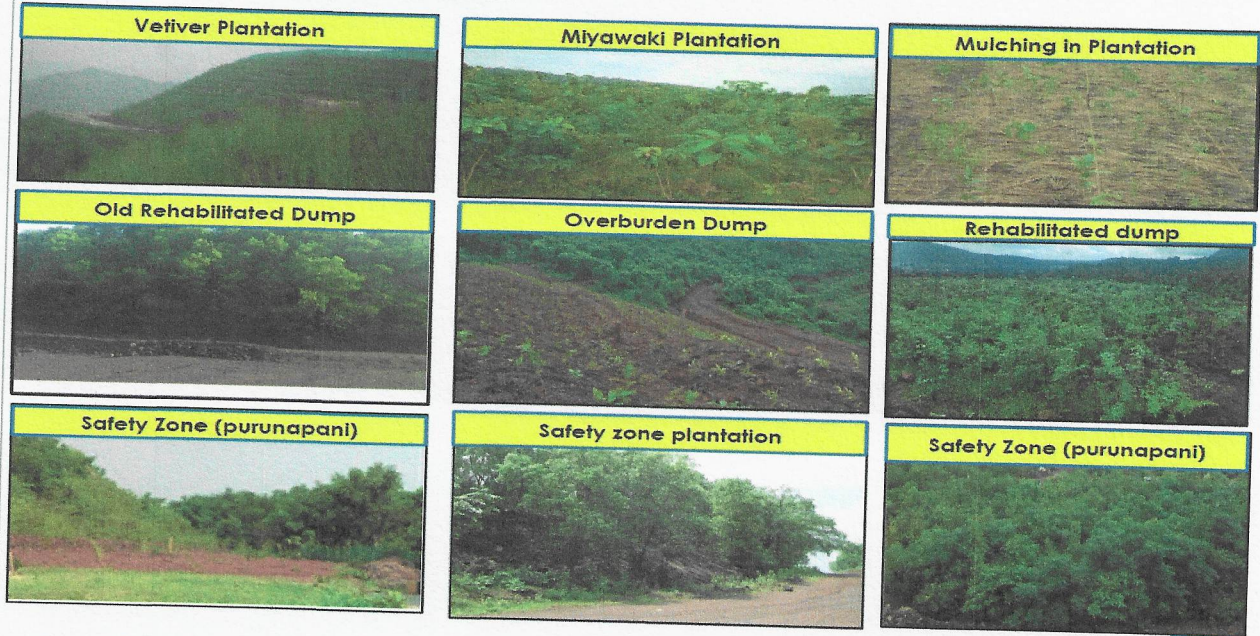 Vetiver Plantation
Miyawaki Plantation
Mulching in Plantation
Old Rehabilitated Dump
Overburden Dump
Rehabilitated dump
Safety Zone (purunapani)
Safety zone plantation
Safety Zone (purunapani)